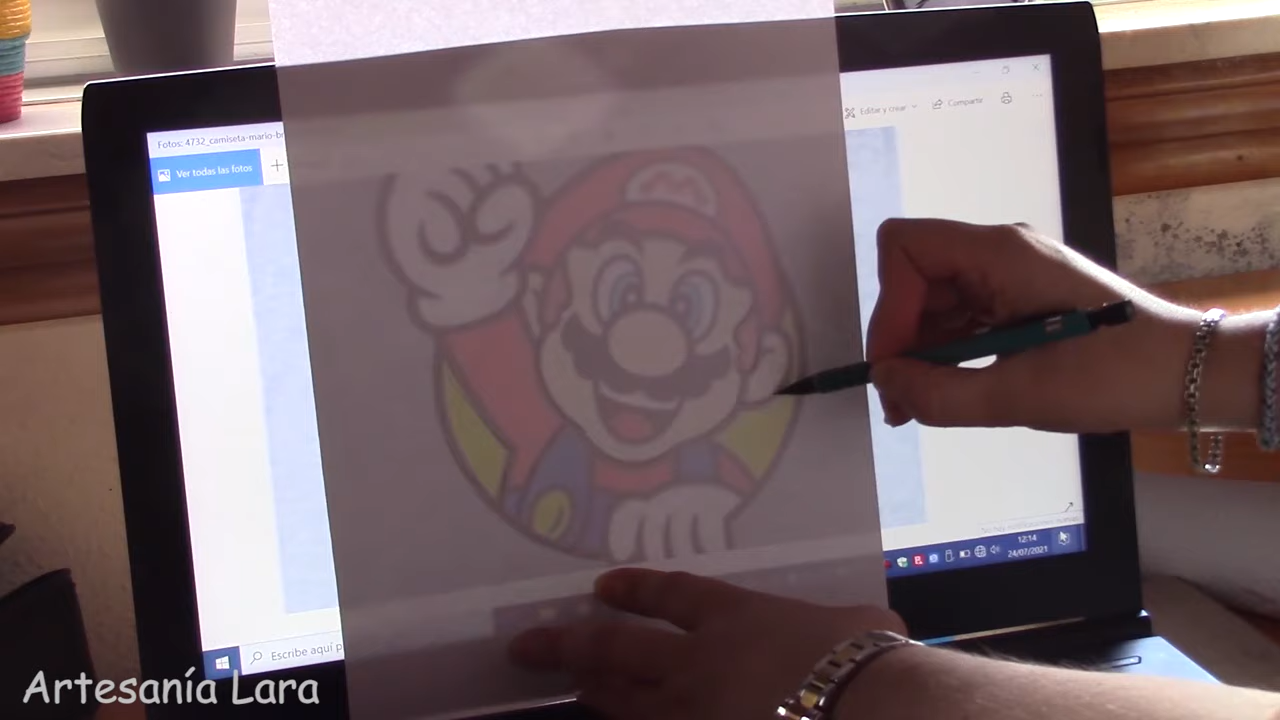 Fotos: 4732_camiseta-mario-br
Ver todas las fotos
Editar y crear
Compartir
M
12:14
24/07/2021
Escribe aquí p
Artesanía Lara